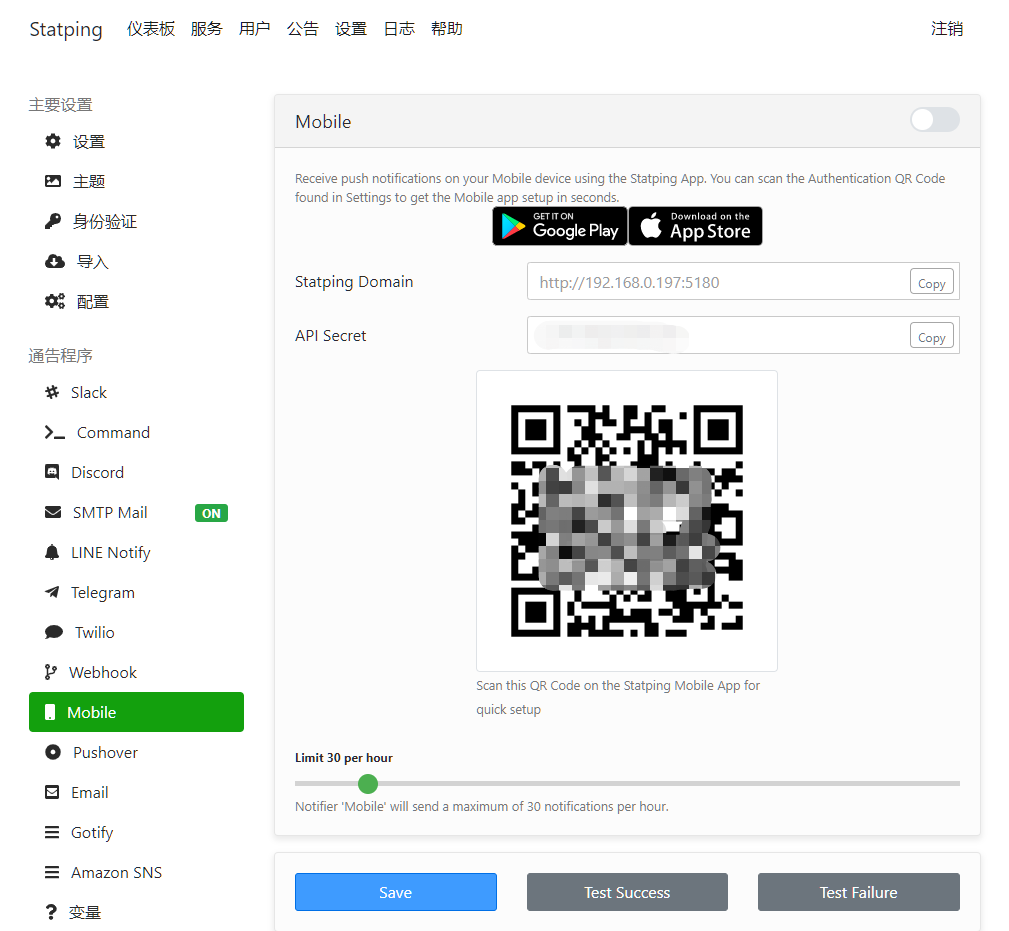 Statping 仪表板 服务 用户 公告 设置 日志 帮助 注销
主要设置
设置
主题
身份验证
导入
配置
通告程序
Slack
Command
Discord
SMTP Mail ON
LINE Notify
Telegram
Twilio
Webhook
Mobile
Pushover
Email
Gotify
Amazon SNS
变量
Mobile
Receive push notifications on your Mobile device using the Statping App. You can scan the Authentication QR Code
found in Settings to get the Mobile app setup in seconds.
GET IT ON
Google Play
Download on the
App Store
Statping Domain http://192.168.0.197:5180 Copy
API Secret Copy
Scan this QR Code on the Statping Mobile App for
quick setup
Limit 30 per hour
Notifier 'Mobile' will send a maximum of 30 notifications per hour.
Save Test Success Test Failure